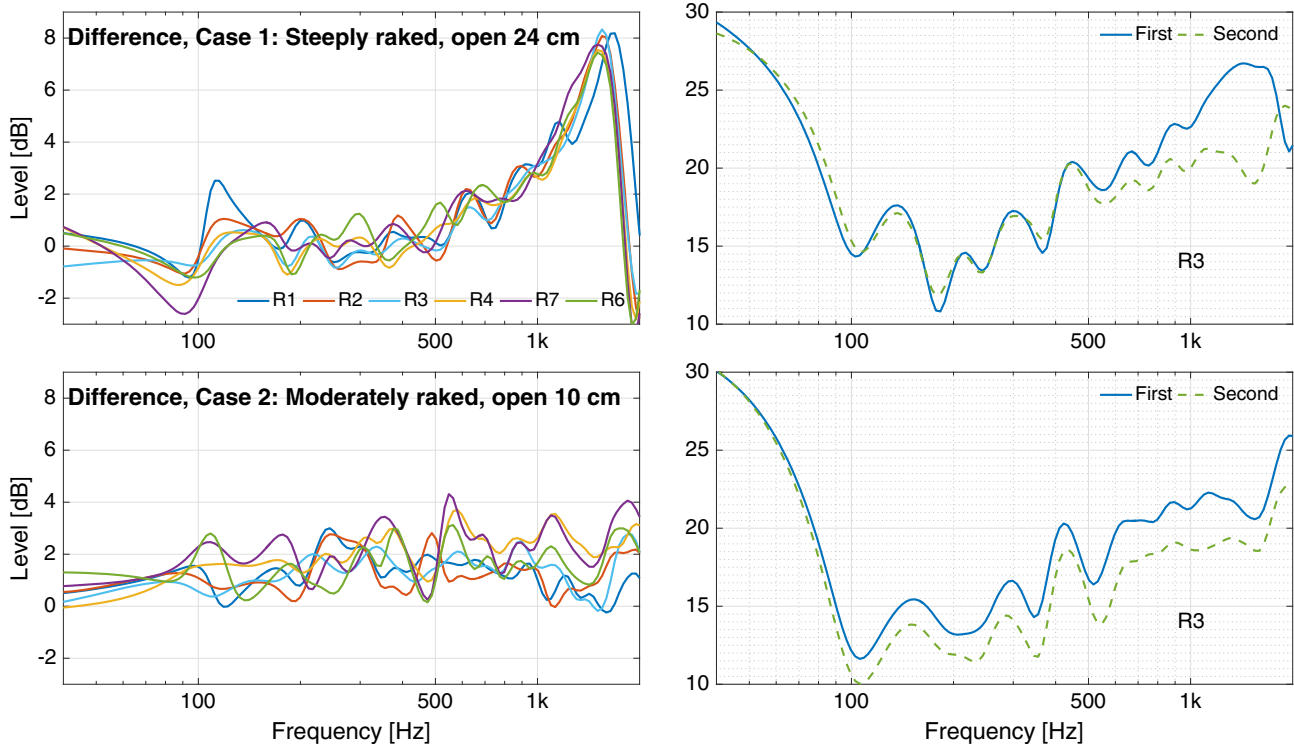 Difference, Case 1: Steeply raked, open 24 cm
Level [dB]
8
6
4
2
0
-2
R1 R2 R3 R4 R7 R6
100 500 1k
30
25
20
15
10
First Second
R3
100 500 1k
Difference, Case 2: Moderately raked, open 10 cm
Level [dB]
8
6
4
2
0
-2
100 500 1k
Frequency [Hz]
30
25
20
15
10
First Second
R3
100 500 1k
Frequency [Hz]